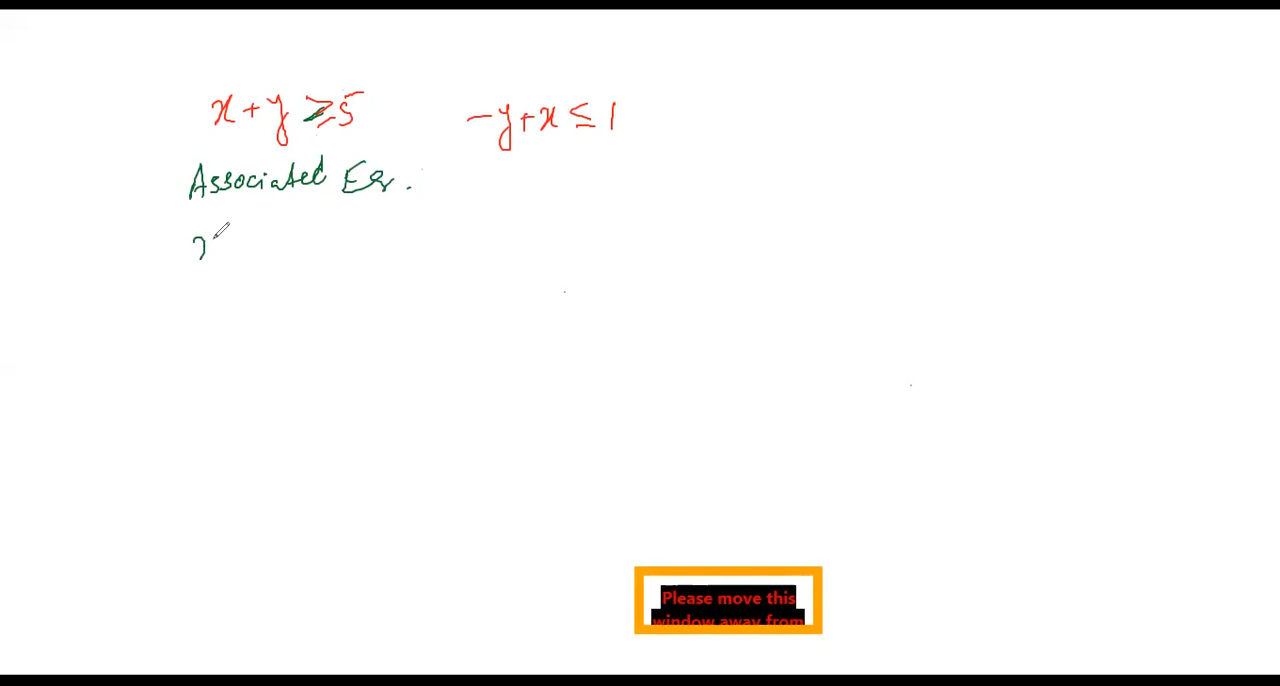 x + y ≥ 5    -y + x ≤ 1
Associated Eq.
Please move this
window away from